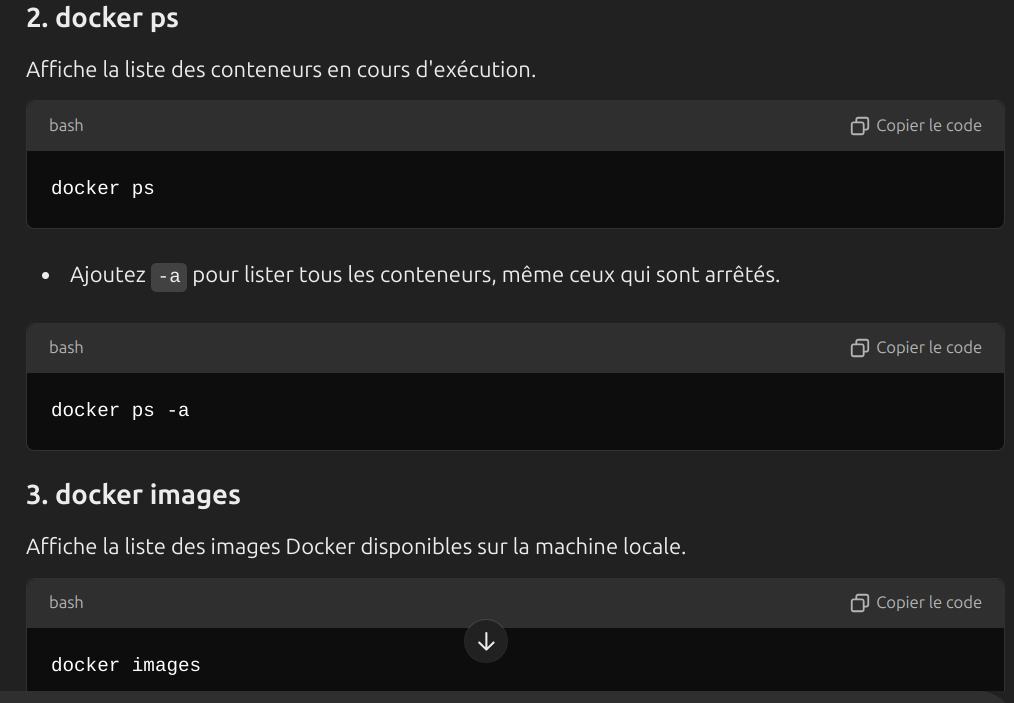 2. docker ps
Affiche la liste des conteneurs en cours d'exécution.
bash
Copier le code
docker ps
Ajoutez -a pour lister tous les conteneurs, même ceux qui sont arrêtés.
bash
Copier le code
docker ps -a
3. docker images
Affiche la liste des images Docker disponibles sur la machine locale.
bash
Copier le code
docker images